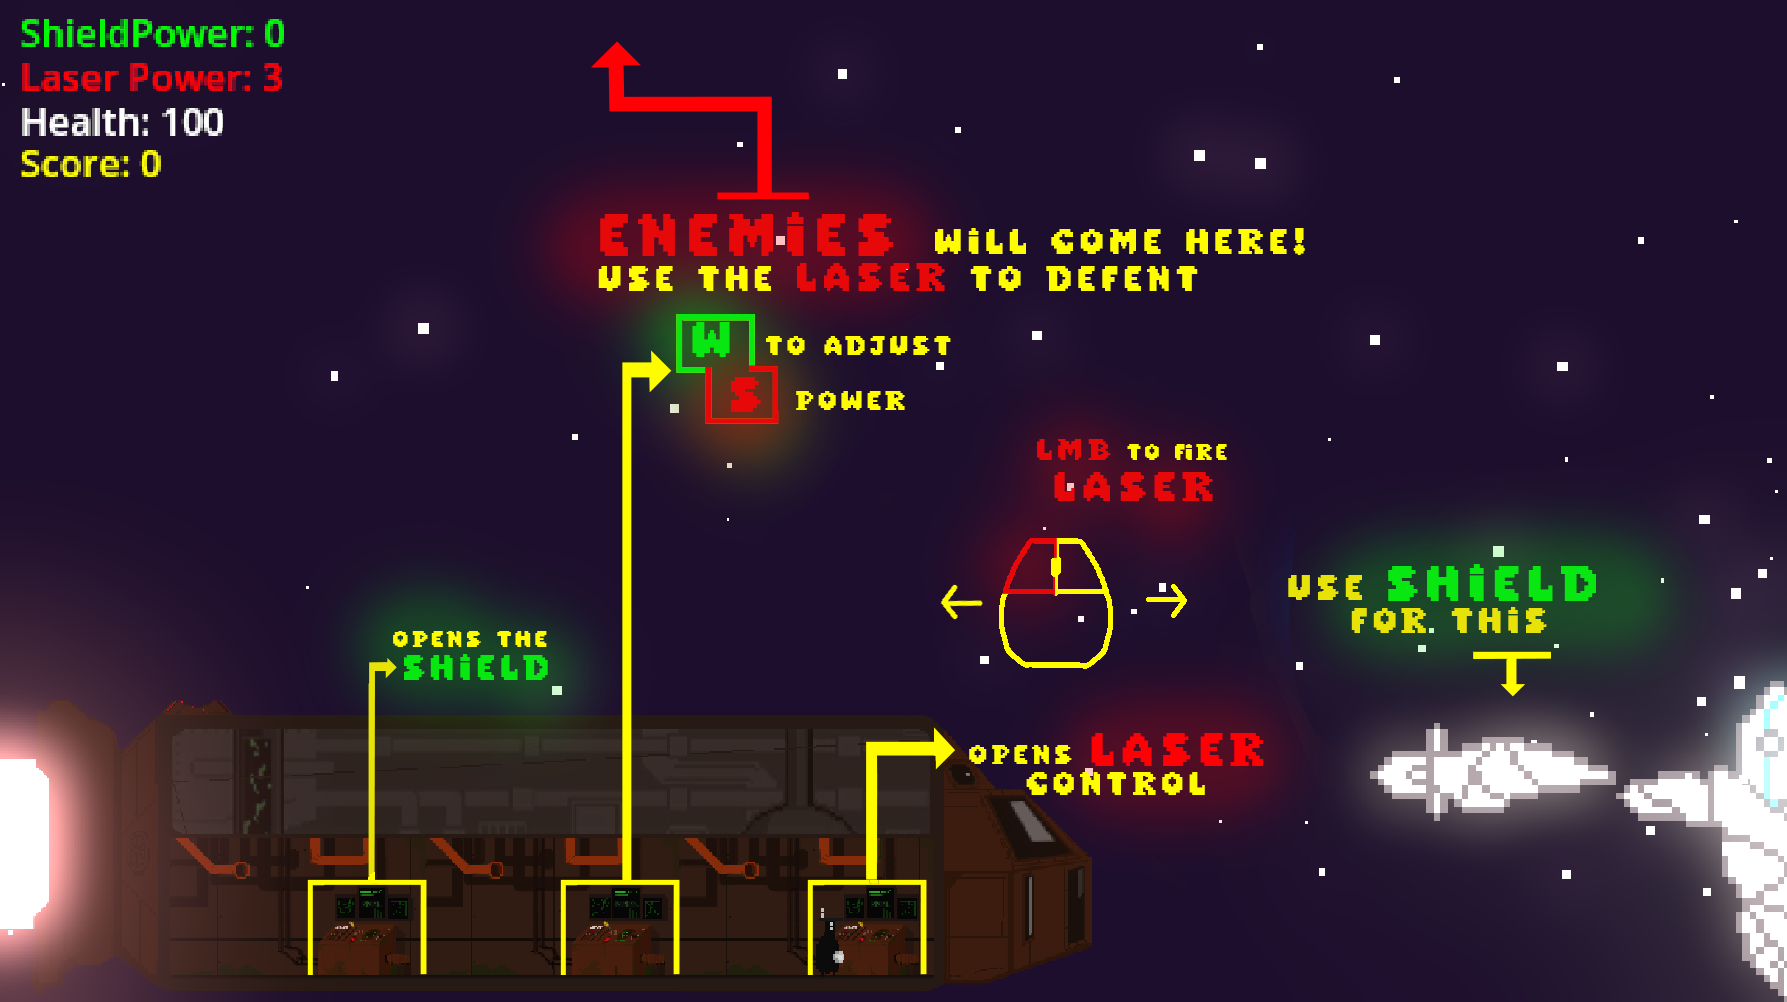 ShieldPower: 0
Laser Power: 3
Health: 100
Score: 0
ENEMiES WiLL COME HERE!
USE THE LASER TO DEFENT
W TO ADJUST
S POWER
LMB TO FiRE
LASER
USE SHiELD
FOR THiS
OPENS THE
SHiELD
OPENS LASER
CONTROL